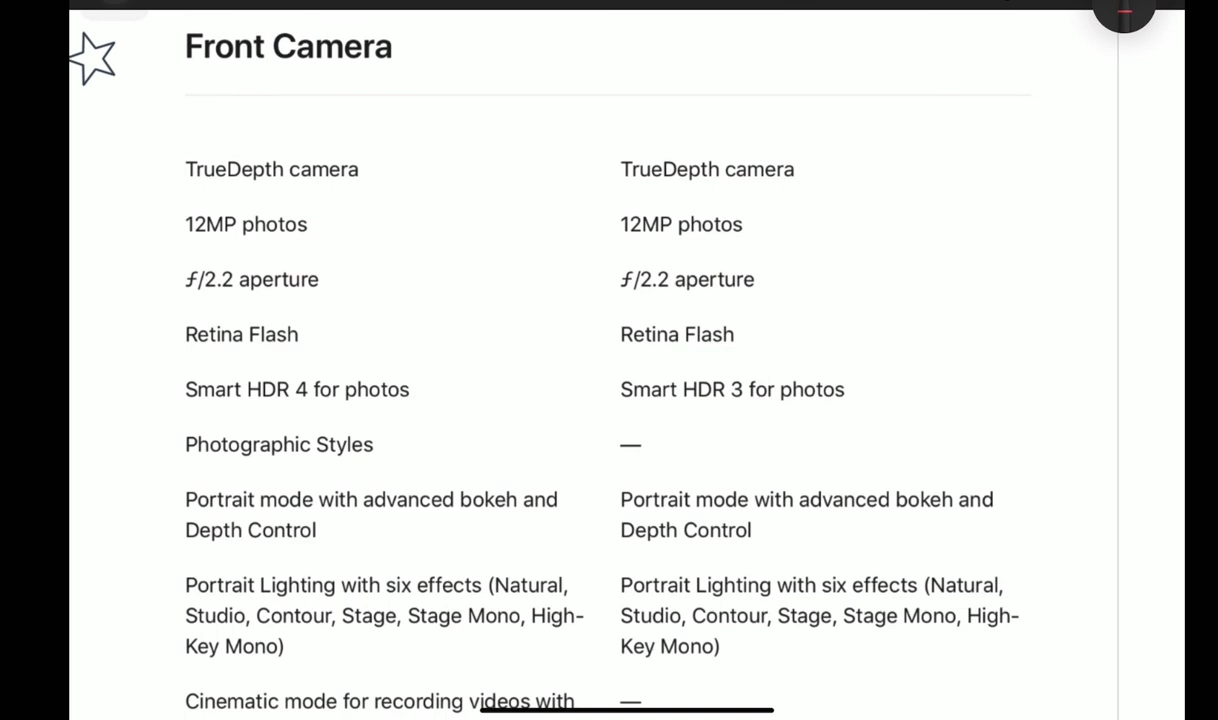 Front Camera
TrueDepth camera
TrueDepth camera
12MP photos
12MP photos
ƒ/2.2 aperture
ƒ/2.2 aperture
Retina Flash
Retina Flash
Smart HDR 4 for photos
Smart HDR 3 for photos
Photographic Styles
—
Portrait mode with advanced bokeh and
Depth Control
Portrait mode with advanced bokeh and
Depth Control
Portrait Lighting with six effects (Natural,
Studio, Contour, Stage, Stage Mono, High-
Key Mono)
Portrait Lighting with six effects (Natural,
Studio, Contour, Stage, Stage Mono, High-
Key Mono)
Cinematic mode for recording videos with
—